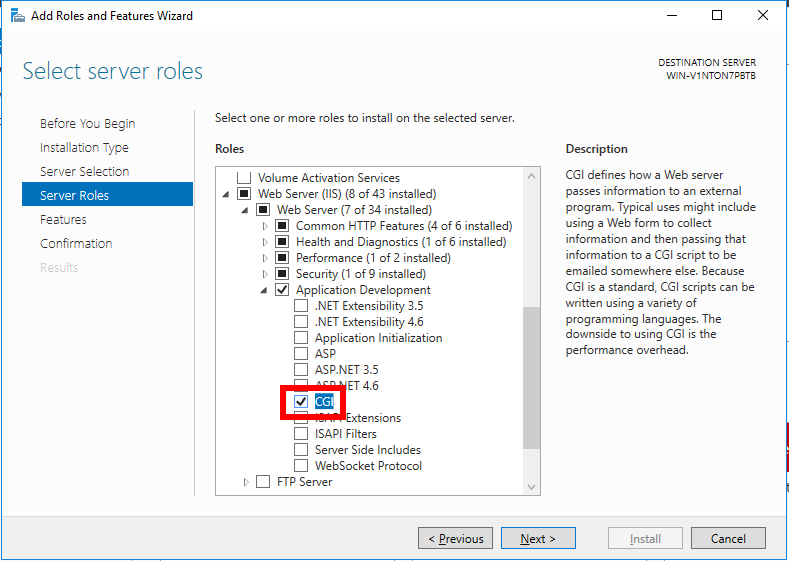 Add Roles and Features Wizard
Select server roles
DESTINATION SERVER
WIN-V1NTON7PBTB
Before You Begin
Installation Type
Server Selection
Server Roles
Features
Confirmation
Results
Select one or more roles to install on the selected server.
Roles
Volume Activation Services
Web Server (IIS) (8 of 43 installed)
Web Server (7 of 34 installed)
Common HTTP Features (4 of 6 installed)
Health and Diagnostics (1 of 6 installed)
Performance (1 of 2 installed)
Security (1 of 9 installed)
Application Development
.NET Extensibility 3.5
.NET Extensibility 4.6
Application Initialization
ASP
ASP.NET 3.5
ASP.NET 4.6
CGI
ISAPI Extensions
ISAPI Filters
Server Side Includes
WebSocket Protocol
FTP Server
Description
CGI defines how a Web server
passes information to an external
program. Typical uses might include
using a Web form to collect
information and then passing that
information to a CGI script to be
emailed somewhere else. Because
CGI is a standard, CGI scripts can be
written using a variety of
programming languages. The
downside to using CGI is the
performance overhead.
< Previous
Next >
Install
Cancel